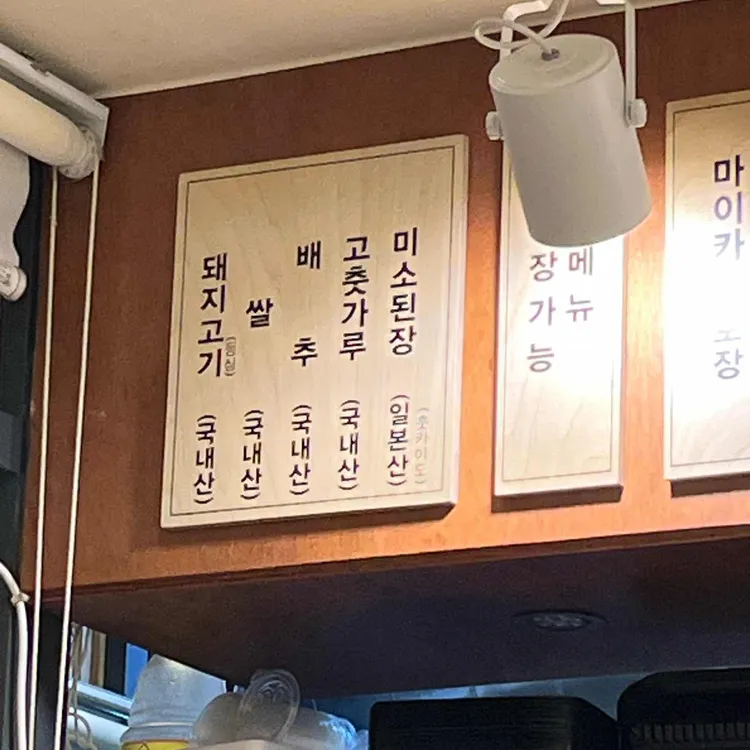 미소된장 (일본산)
(훗카이도)
고춧가루 (국내산)
배추 (국내산)
쌀 (국내산)
돼지고기 (국내산)
(등심)
메뉴
장가능
마이카
장